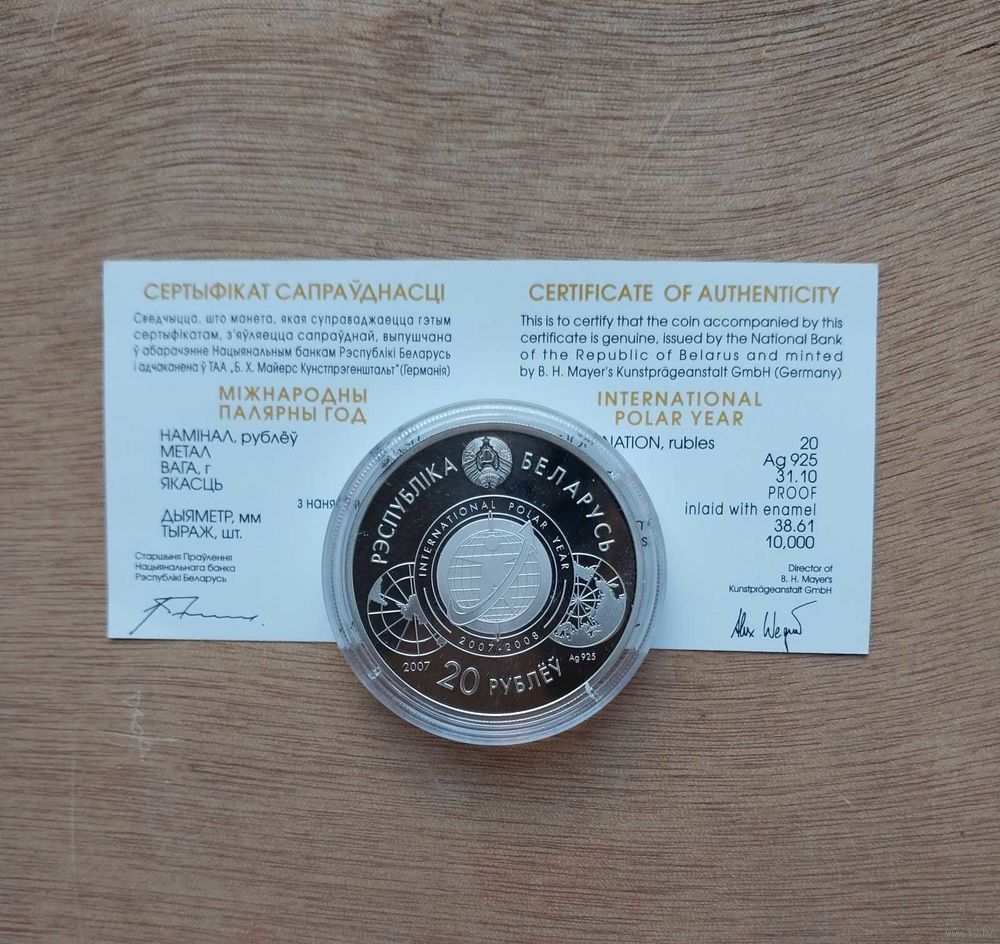 СЕРТЫФІКАТ САПРАЎДНАСЦІ
Сведчыцца, што манета, якая суправаджаецца гэтым
сертыфікатам, з'яўляецца сапраўднай, выпушчана
ў абарачэнне Нацыянальным банкам Рэспублікі Беларусь
і адчаканена ў ТАА „Б. Х. Майерс Кунстпрэгенштальт" (Германія)
МІЖНАРОДНЫ
ПАЛЯРНЫ ГОД
НАМІНАЛ, рублёў
МЕТАЛ
ВАГА, г
ЯКАСЦЬ
з
ДЫЯМЕТР, мм
ТЫРАЖ, шт.
Старшыня Праўлення
Нацыянальнага банка
Рэспублікі Беларусь
CERTIFICATE OF AUTHENTICITY
This is to certify that the coin accompanied by this
certificate is genuine, issued by the National Bank
of the Republic of Belarus and minted
by B. H. Mayer's Kunstprägeanstalt GmbH (Germany)
INTERNATIONAL
POLAR YEAR
NATION, rubles 20
Ag 925
31.10
PROOF
inlaid with enamel
38.61
10,000
Director of
B. H. Mayer's
Kunstprägeanstalt GmbH
РЭСПУБЛІКА БЕЛАРУСЬ
INTERNATIONAL POLAR YEAR
2007-2008
2007
20 РУБЛЁЎ
Ag 925